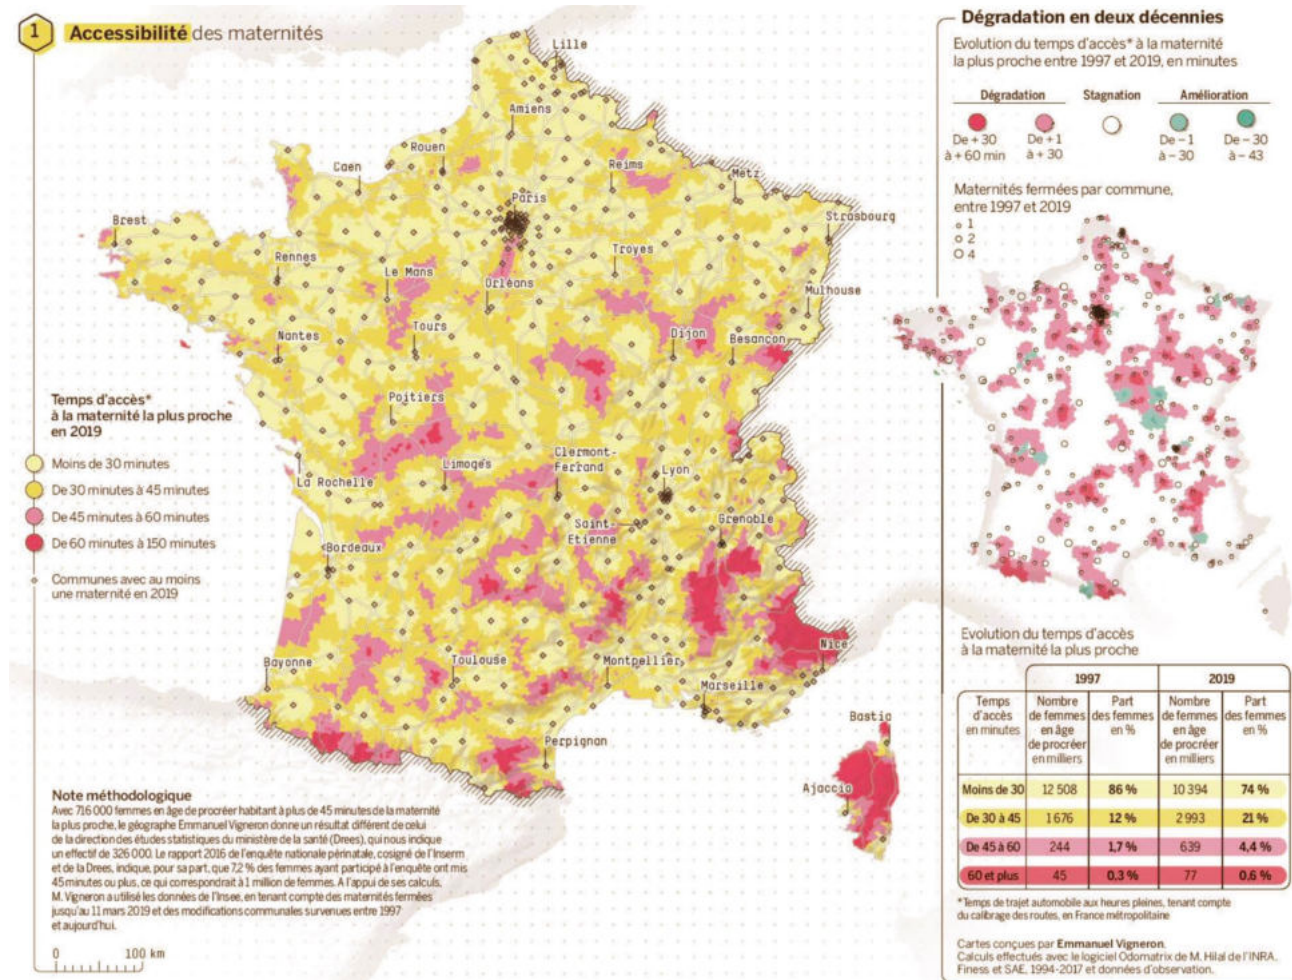 1 Accessibilité des maternités
Lille
Amiens
Rouen
Caen
Reims
Metz
Paris
Strasbourg
Brest
Rennes
Le Mans
Troyes
Orléans
Mulhouse
Nantes
Tours
Dijon
Besançon
Poitiers
Limoges
Clermont-
Ferrand
Lyon
La Rochelle
Saint-
Etienne
Grenoble
Bordeaux
Nice
Bayonne
Toulouse
Montpellier
Marseille
Bastia
Perpignan
Ajaccio
Temps d'accès*
à la maternité la plus proche
en 2019
Moins de 30 minutes
De 30 minutes à 45 minutes
De 45 minutes à 60 minutes
De 60 minutes à 150 minutes
Communes avec au moins
une maternité en 2019
Note méthodologique
Avec 716 000 femmes en âge de procréer habitant à plus de 45 minutes de la maternité
la plus proche, le géographe Emmanuel Vigneron donne un résultat différent de celui
de la direction des études statistiques du ministère de la santé (Drees), qui nous indique
un effectif de 326 000. Le rapport 2016 de l'enquête nationale périnatale, cosigné de l'Inserm
et de la Drees, indique, pour sa part, que 7,2 % des femmes ayant participé à l'enquête ont mis
45 minutes ou plus, ce qui correspondrait à 1 million de femmes. A l'appui de ses calculs,
M. Vigneron a utilisé les données de l'Insee, en tenant compte des maternités fermées
jusqu'au 11 mars 2019 et des modifications communales survenues entre 1997
et aujourd'hui.
0 100 km
Dégradation en deux décennies
Evolution du temps d'accès* à la maternité
la plus proche entre 1997 et 2019, en minutes
Dégradation Stagnation Amélioration
De + 30 De + 1 De – 1 De – 30
à + 60 min à + 30 à – 30 à – 43
Maternités fermées par commune,
entre 1997 et 2019
1
2
4
Evolution du temps d'accès
à la maternité la plus proche
1997 2019
Temps Nombre Part Nombre Part
d'accès de femmes des femmes de femmes des femmes
en minutes en âge en % en âge en %
de procréer de procréer
en milliers en milliers
Moins de 30 12 508 86 % 10 394 74 %
De 30 à 45 1 676 12 % 2 993 21 %
De 45 à 60 244 1,7 % 639 4,4 %
60 et plus 45 0,3 % 77 0,6 %
*Temps de trajet automobile aux heures pleines, tenant compte
du calibrage des routes, en France métropolitaine
Cartes conçues par Emmanuel Vigneron.
Calculs effectués avec le logiciel Odomatrix de M. Hilal de l'INRA.
Finess et SAE, 1994-2017 et données d'observation.